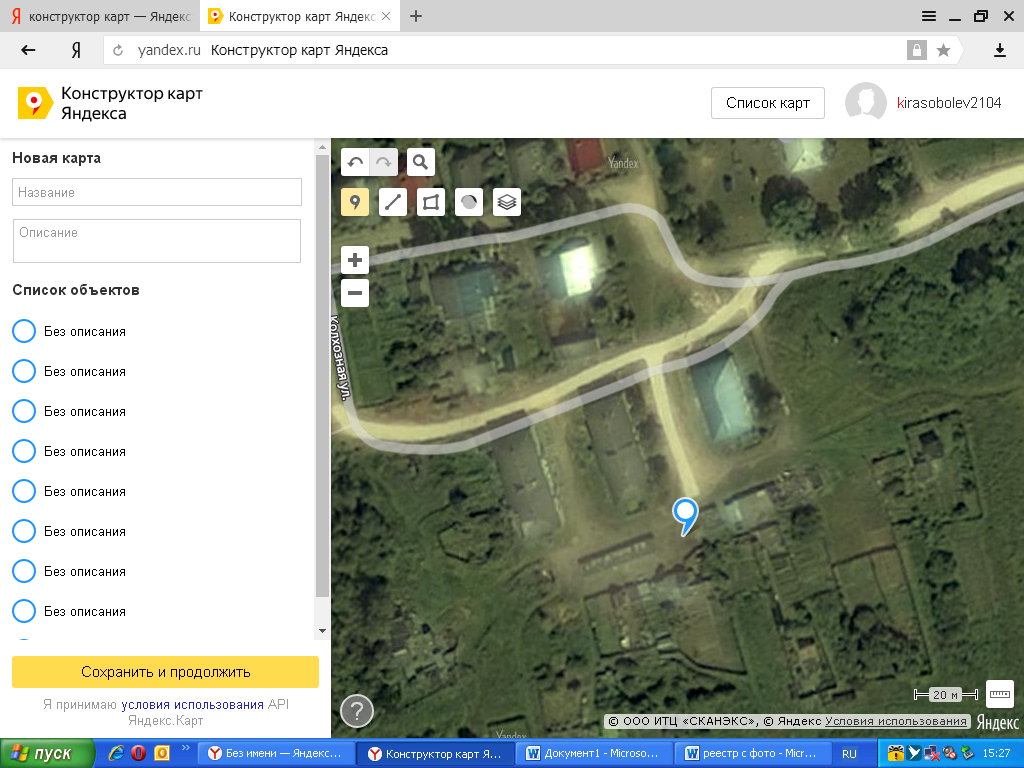 конструктор карт — Яндекс
Конструктор карт Яндекс
yandex.ru Конструктор карт Яндекса
Конструктор карт
Яндекса
Список карт
kirasobolev2104
Новая карта
Название
Описание
Список объектов
Без описания
Без описания
Без описания
Без описания
Без описания
Без описания
Без описания
Без описания
Сохранить и продолжить
Я принимаю условия использования API
Яндекс.Карт
Yandex
Колхозная ул.
20 м
© ООО ИТЦ «СКАНЭКС», © Яндекс Условия использования
Яндекс
Yandex
пуск
Без имени — Яндекс...
Конструктор карт Я...
Документ1 - Microso...
реестр с фото - Micr...
RU
15:27